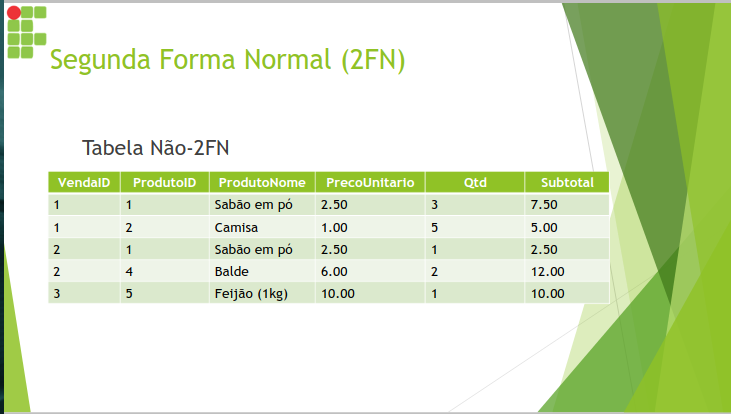 Segunda Forma Normal (2FN)
Tabela Não-2FN
VendaID ProdutoID ProdutoNome PrecoUnitario Qtd Subtotal
1 1 Sabão em pó 2.50 3 7.50
1 2 Camisa 1.00 5 5.00
2 1 Sabão em pó 2.50 1 2.50
2 4 Balde 6.00 2 12.00
3 5 Feijão (1kg) 10.00 1 10.00